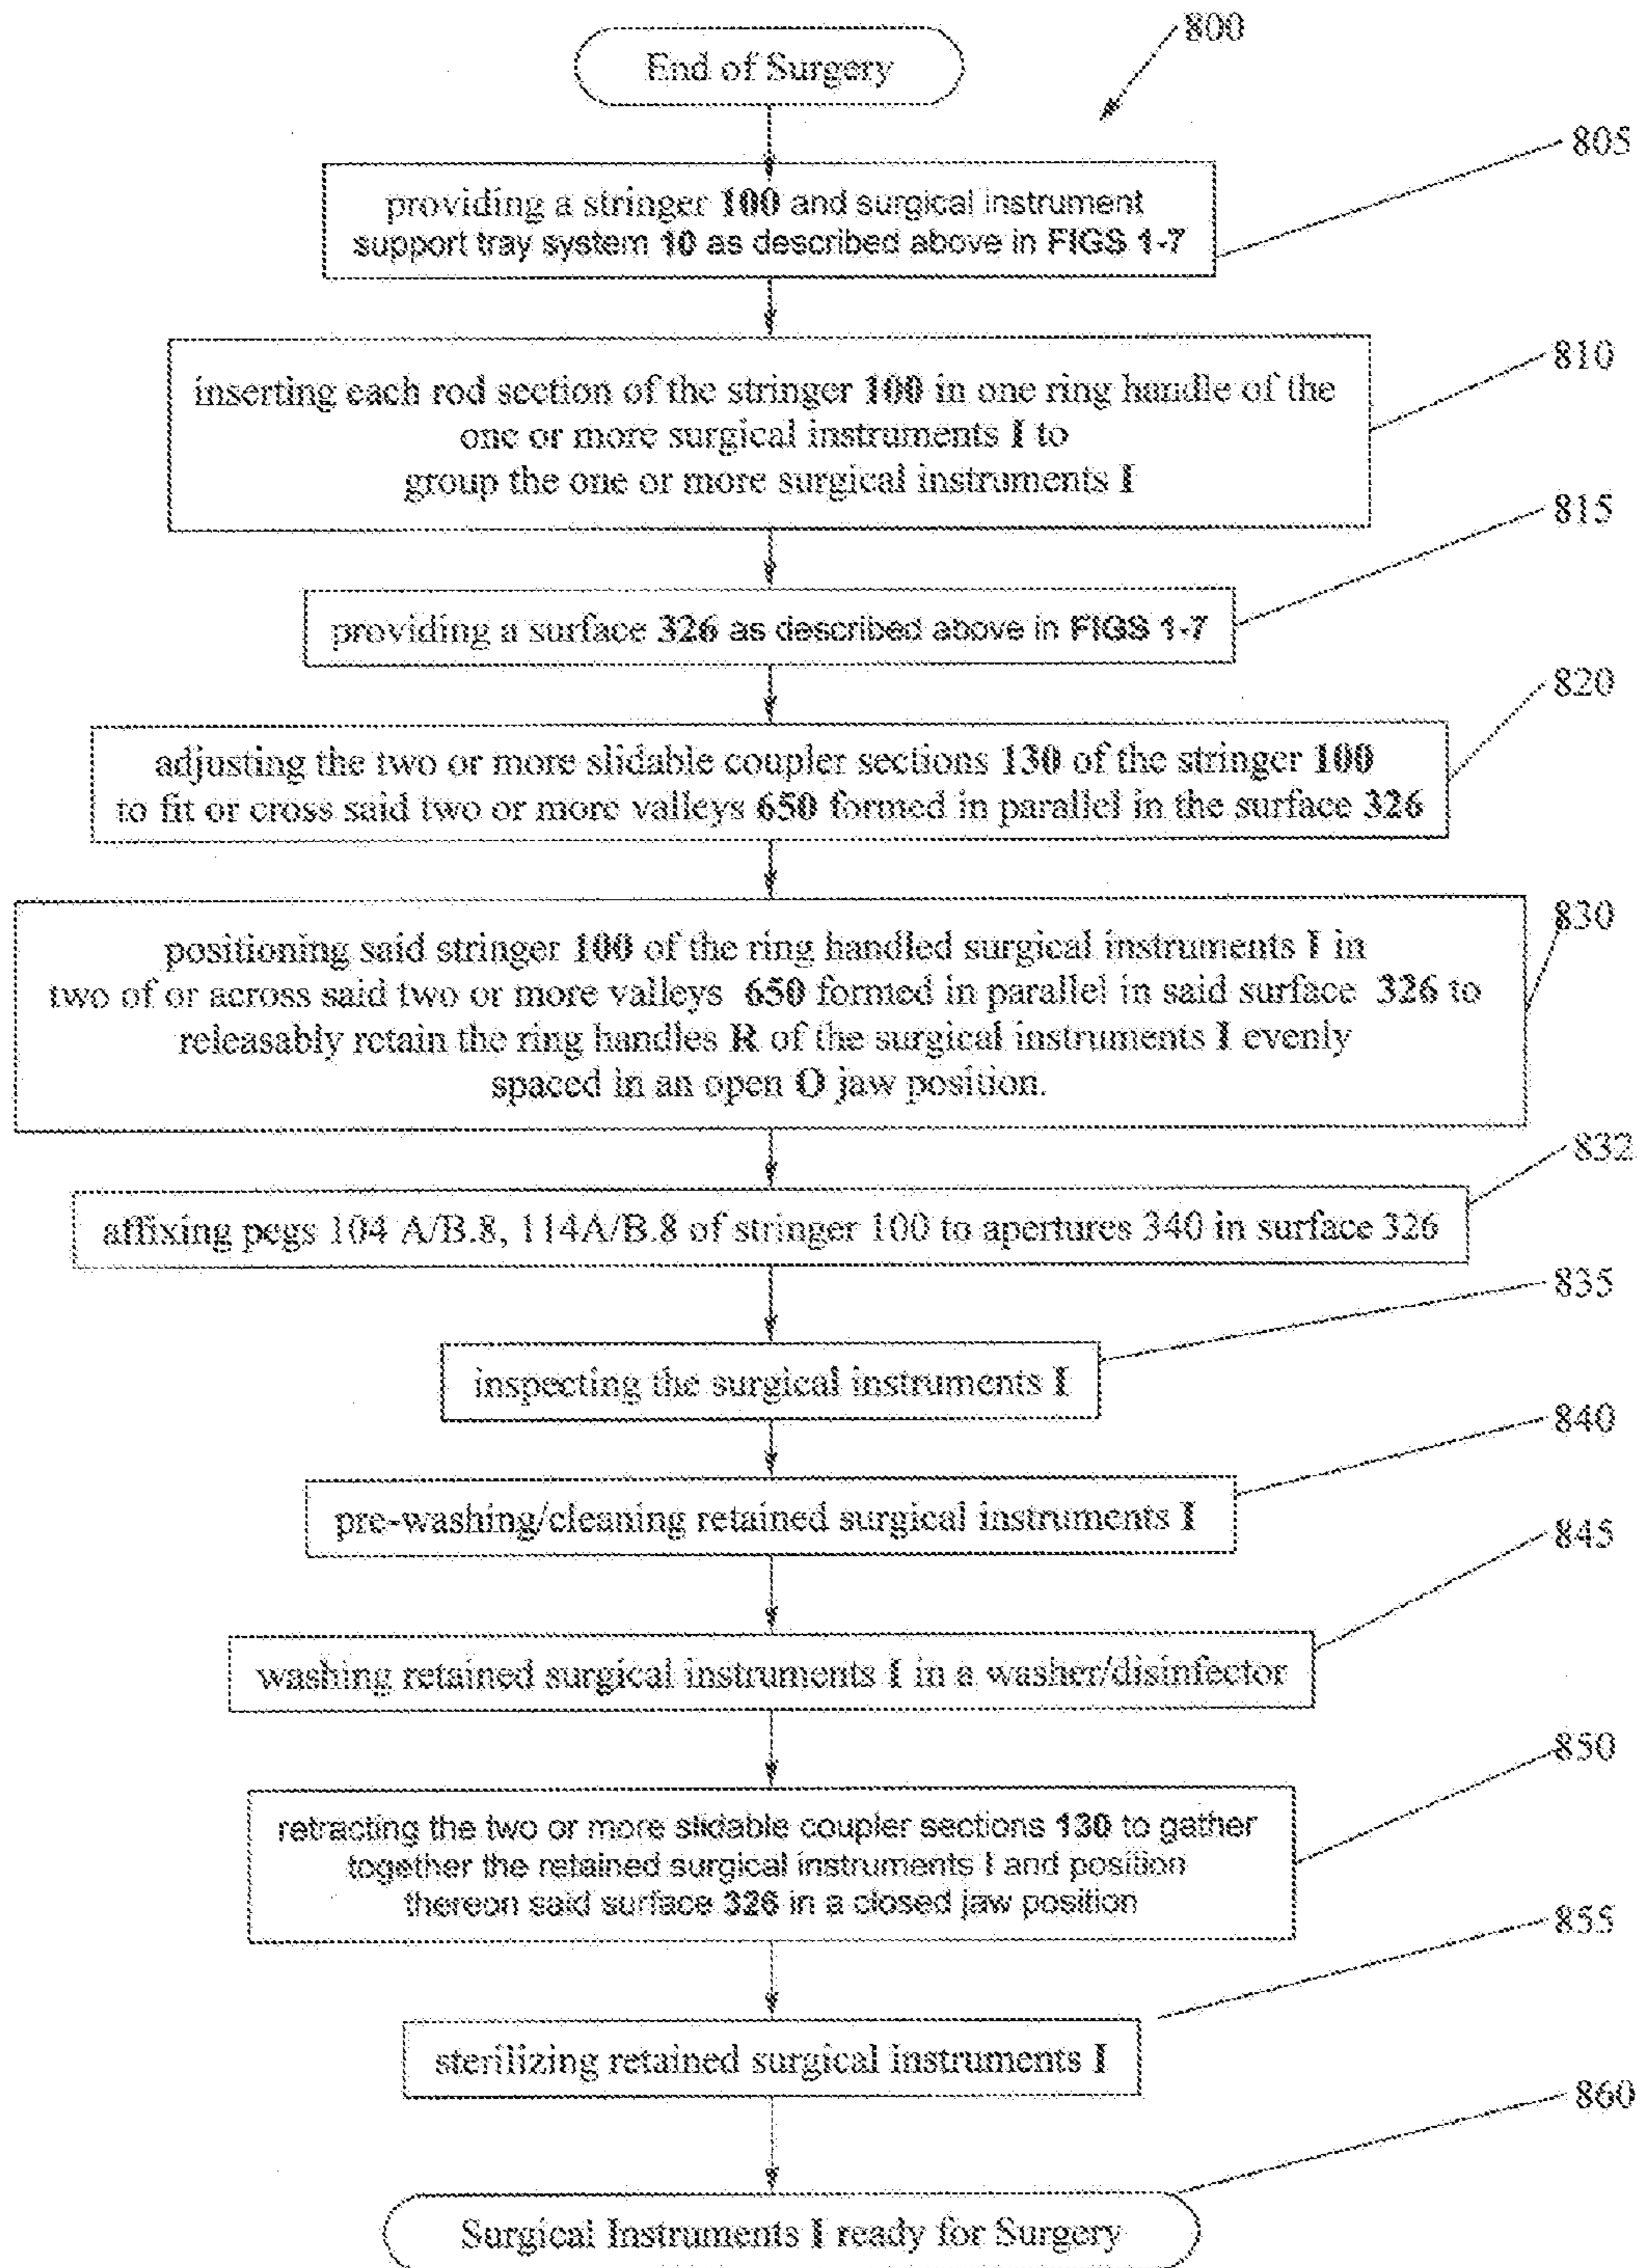 800
End of Surgery
805
providing a stringer 100 and surgical instrument
support tray system 10 as described above in FIGS 1-7
810
inserting each rod section of the stringer 100 in one ring handle of the
one or more surgical instruments I to
group the one or more surgical instruments I
815
providing a surface 326 as described above in FIGS 1-7
820
adjusting the two or more slidable coupler sections 130 of the stringer 100
to fit or cross said two or more valleys 650 formed in parallel in the surface 326
830
positioning said stringer 100 of the ring handled surgical instruments I in
two of or across said two or more valleys 650 formed in parallel in said surface 326 to
releasably retain the ring handles R of the surgical instruments I evenly
spaced in an open O jaw position.
832
affixing pegs 104 A/B.8, 114A/B.8 of stringer 100 to apertures 340 in surface 326
835
inspecting the surgical instruments I
840
pre-washing/cleaning retained surgical instruments I
845
washing retained surgical instruments I in a washer/disinfector
850
retracting the two or more slidable coupler sections 130 to gather
together the retained surgical instruments I and position
thereon said surface 326 in a closed jaw position
855
sterilizing retained surgical instruments I
860
Surgical Instruments I ready for Surgery